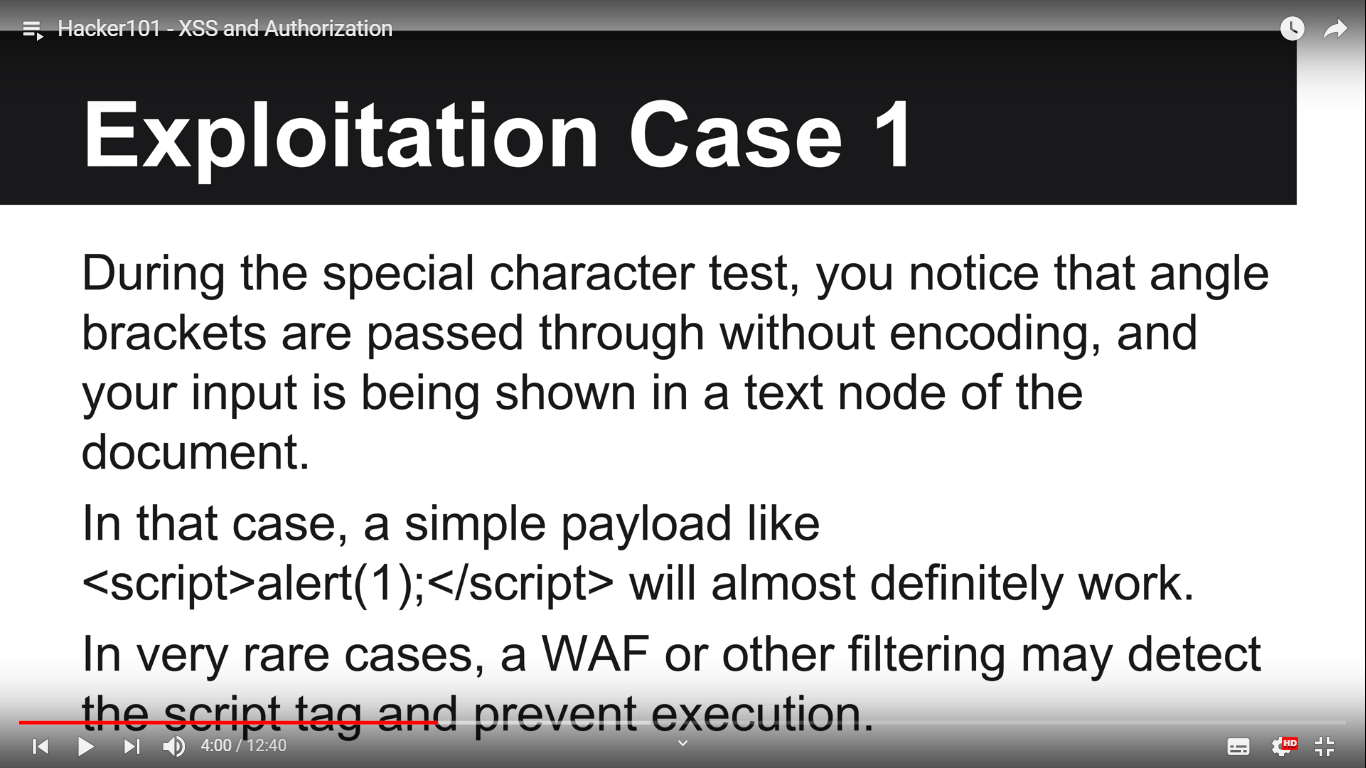 Hacker101 - XSS and Authorization
Exploitation Case 1
During the special character test, you notice that angle
brackets are passed through without encoding, and
your input is being shown in a text node of the
document.
In that case, a simple payload like
<script>alert(1);</script> will almost definitely work.
In very rare cases, a WAF or other filtering may detect
the script tag and prevent execution.
4:00 / 12:40
HD